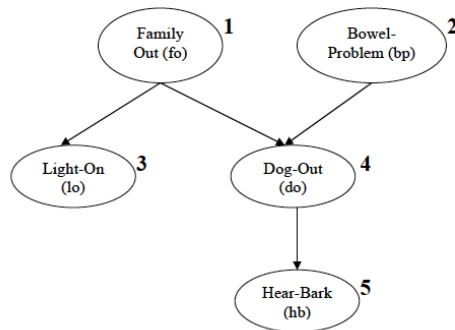 Family
Out (fo)
1
Bowel-
Problem (bp)
2
Light-On
(lo)
3
Dog-Out
(do)
4
Hear-Bark
(hb)
5